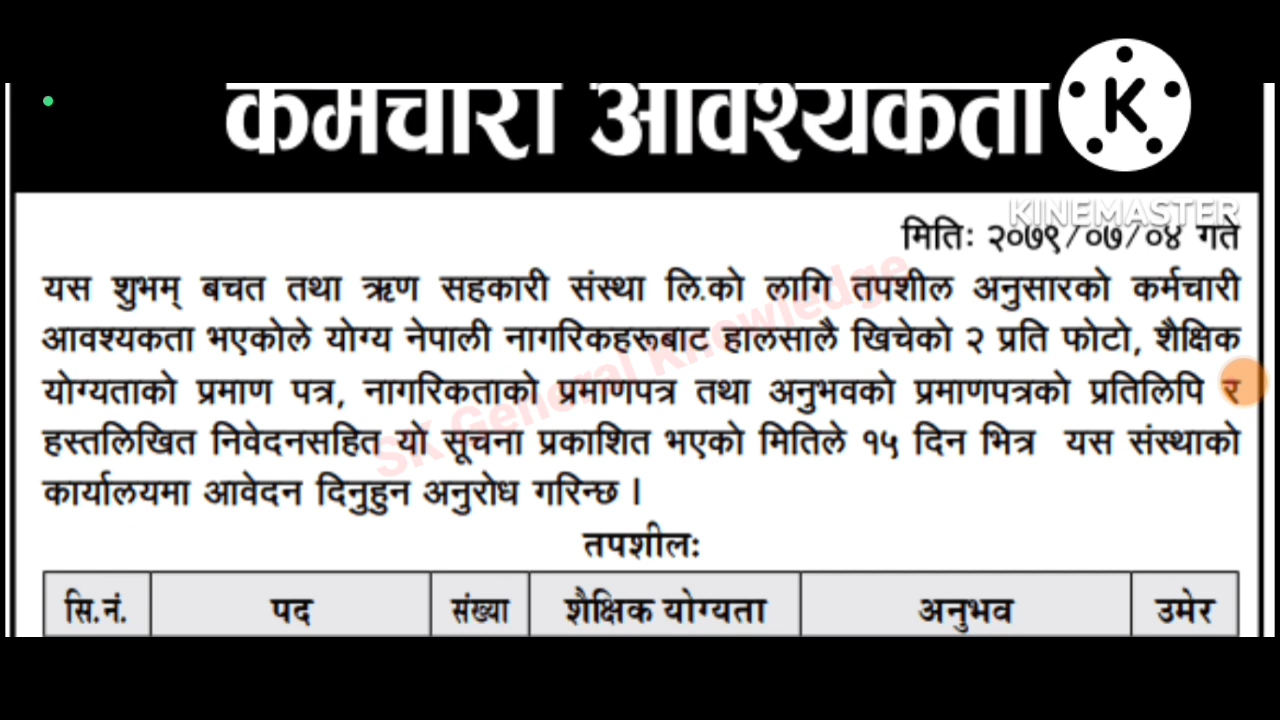 कर्मचारी आवश्यकता
K
KINEMASTER
मितिः २०७९/०७/०४ गते
यस शुभम् बचत तथा ऋण सहकारी संस्था लि.को लागि तपशील अनुसारको कर्मचारी
आवश्यकता भएकोले योग्य नेपाली नागरिकहरूबाट हालसालै खिचेको २ प्रति फोटो, शैक्षिक
योग्यताको प्रमाण पत्र, नागरिकताको प्रमाणपत्र तथा अनुभवको प्रमाणपत्रको प्रतिलिपि र
हस्तलिखित निवेदनसहित यो सूचना प्रकाशित भएको मितिले १५ दिन भित्र यस संस्थाको
कार्यालयमा आवेदन दिनुहुन अनुरोध गरिन्छ ।
SK General Knowledge
तपशीलः
सि.नं. पद संख्या शैक्षिक योग्यता अनुभव उमेर